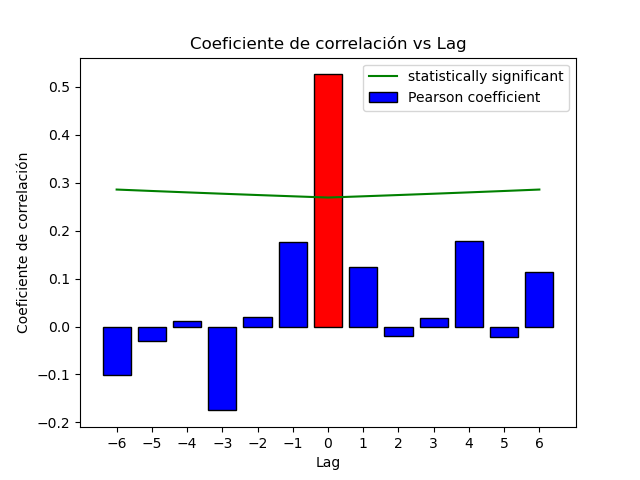 Coeficiente de correlación vs Lag
statistically significant
Pearson coefficient
Coeficiente de correlación
0.5
0.4
0.3
0.2
0.1
0.0
−0.1
−0.2
−6 −5 −4 −3 −2 −1 0 1 2 3 4 5 6
Lag